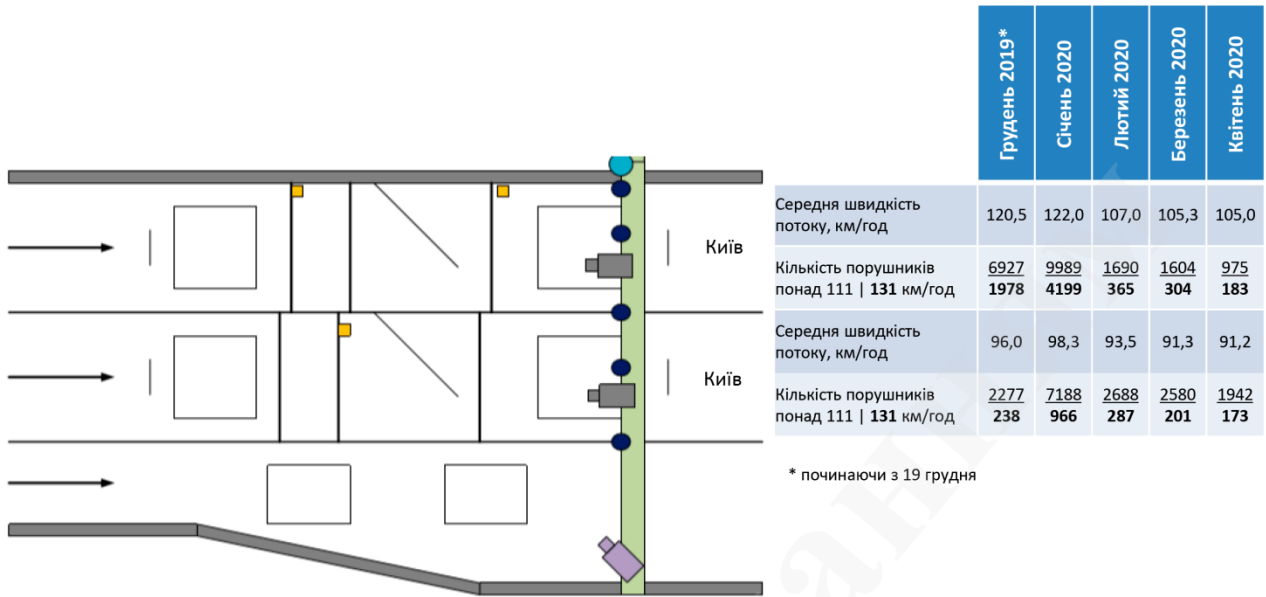 Грудень 2019*
Січень 2020
Лютий 2020
Березень 2020
Квітень 2020
Київ
Середня швидкість
потоку, км/год
120,5 122,0 107,0 105,3 105,0
Кількість порушників
понад 111 | 131 км/год
6927 9989 1690 1604 975
1978 4199 365 304 183
Київ
Середня швидкість
потоку, км/год
96,0 98,3 93,5 91,3 91,2
Кількість порушників
понад 111 | 131 км/год
2277 7188 2688 2580 1942
238 966 287 201 173
* починаючи з 19 грудня